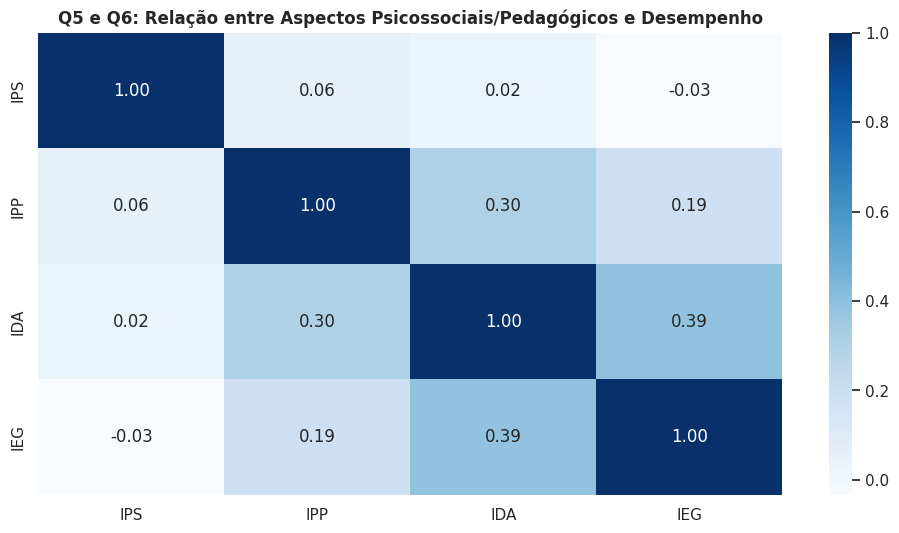 Q5 e Q6: Relação entre Aspectos Psicossociais/Pedagógicos e Desempenho
IPS 1.00 0.06 0.02 -0.03
IPP 0.06 1.00 0.30 0.19
IDA 0.02 0.30 1.00 0.39
IEG -0.03 0.19 0.39 1.00
IPS IPP IDA IEG
1.0
0.8
0.6
0.4
0.2
0.0